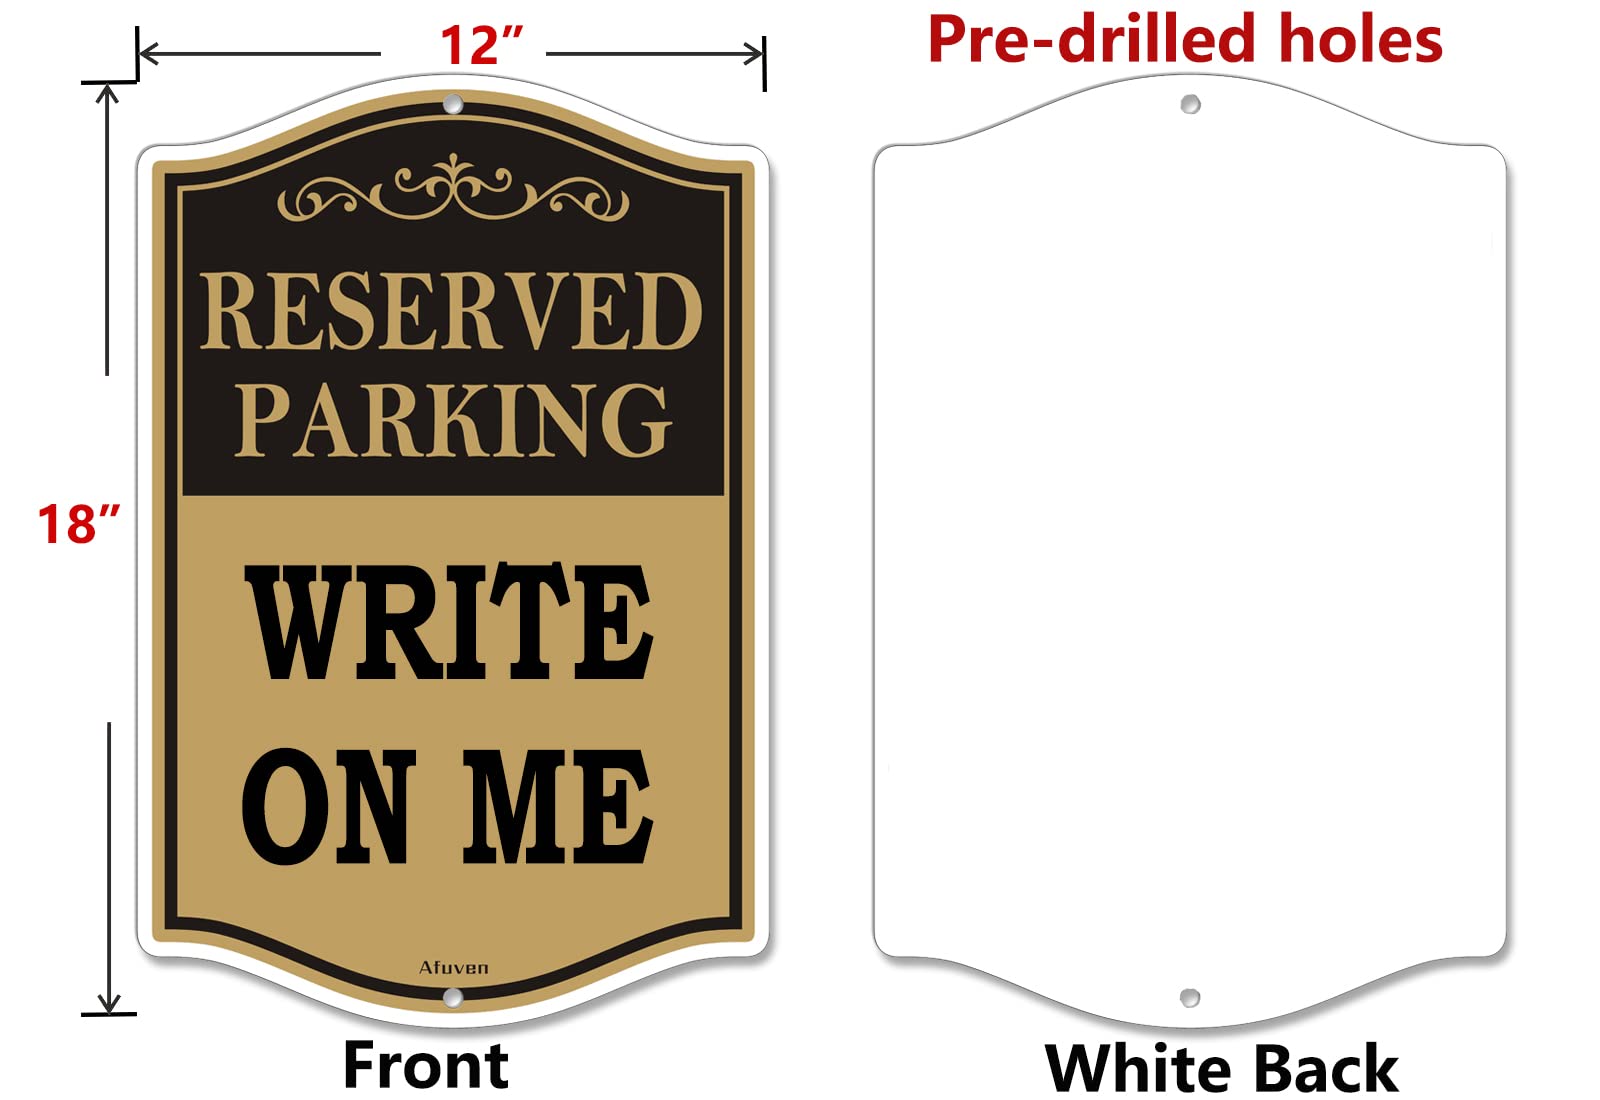 12”
Pre-drilled holes
RESERVED
PARKING
18”
WRITE
ON ME
Afuven
Front
White Back